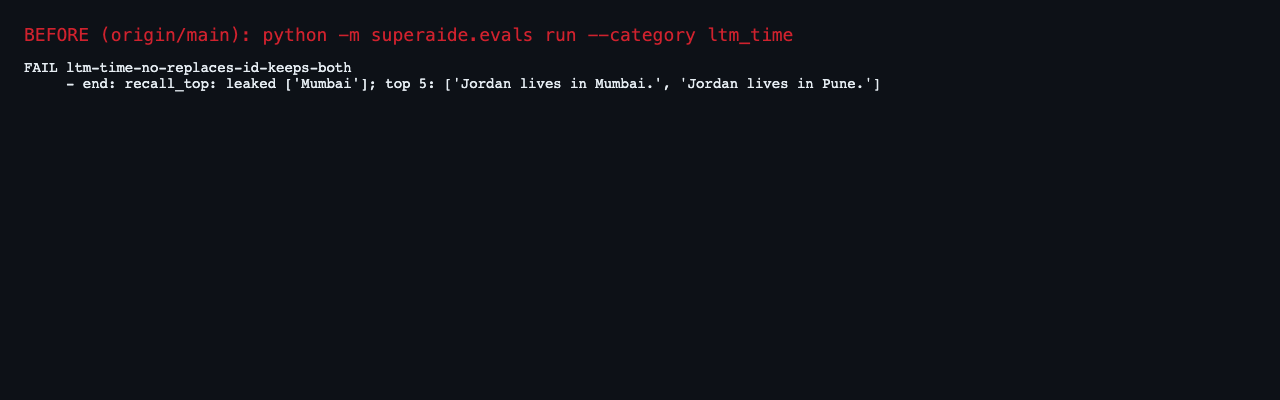 BEFORE (origin/main): python -m superaide.evals run --category ltm_time
FAIL ltm-time-no-replaces-id-keeps-both
- end: recall_top: leaked ['Mumbai']; top 5: ['Jordan lives in Mumbai.', 'Jordan lives in Pune.']